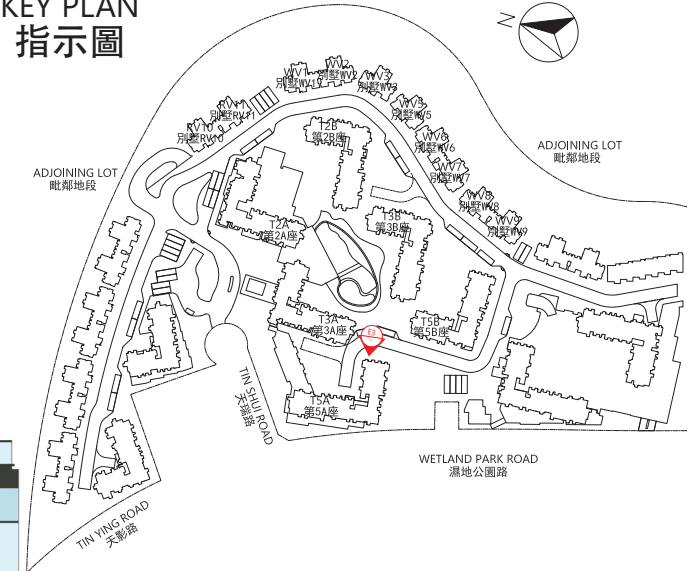 KEY PLAN
指示圖
N
WV2
別墅WV2
WV1
別墅WV1
WV3
別墅WV3
RV11
別墅RV11
RV10
別墅RV10
WV5
別墅WV5
T2B
第2B座
WV6
別墅WV6
ADJOINING LOT
毗鄰地段
ADJOINING LOT
毗鄰地段
WV7
別墅WV7
WV8
別墅WV8
T3B
第3B座
T2A
第2A座
WV9
別墅WV9
T3A
第3A座
E3
T5B
第5B座
T5A
第5A座
TIN SHUI ROAD
天瑞路
WETLAND PARK ROAD
濕地公園路
TIN YING ROAD
天影路